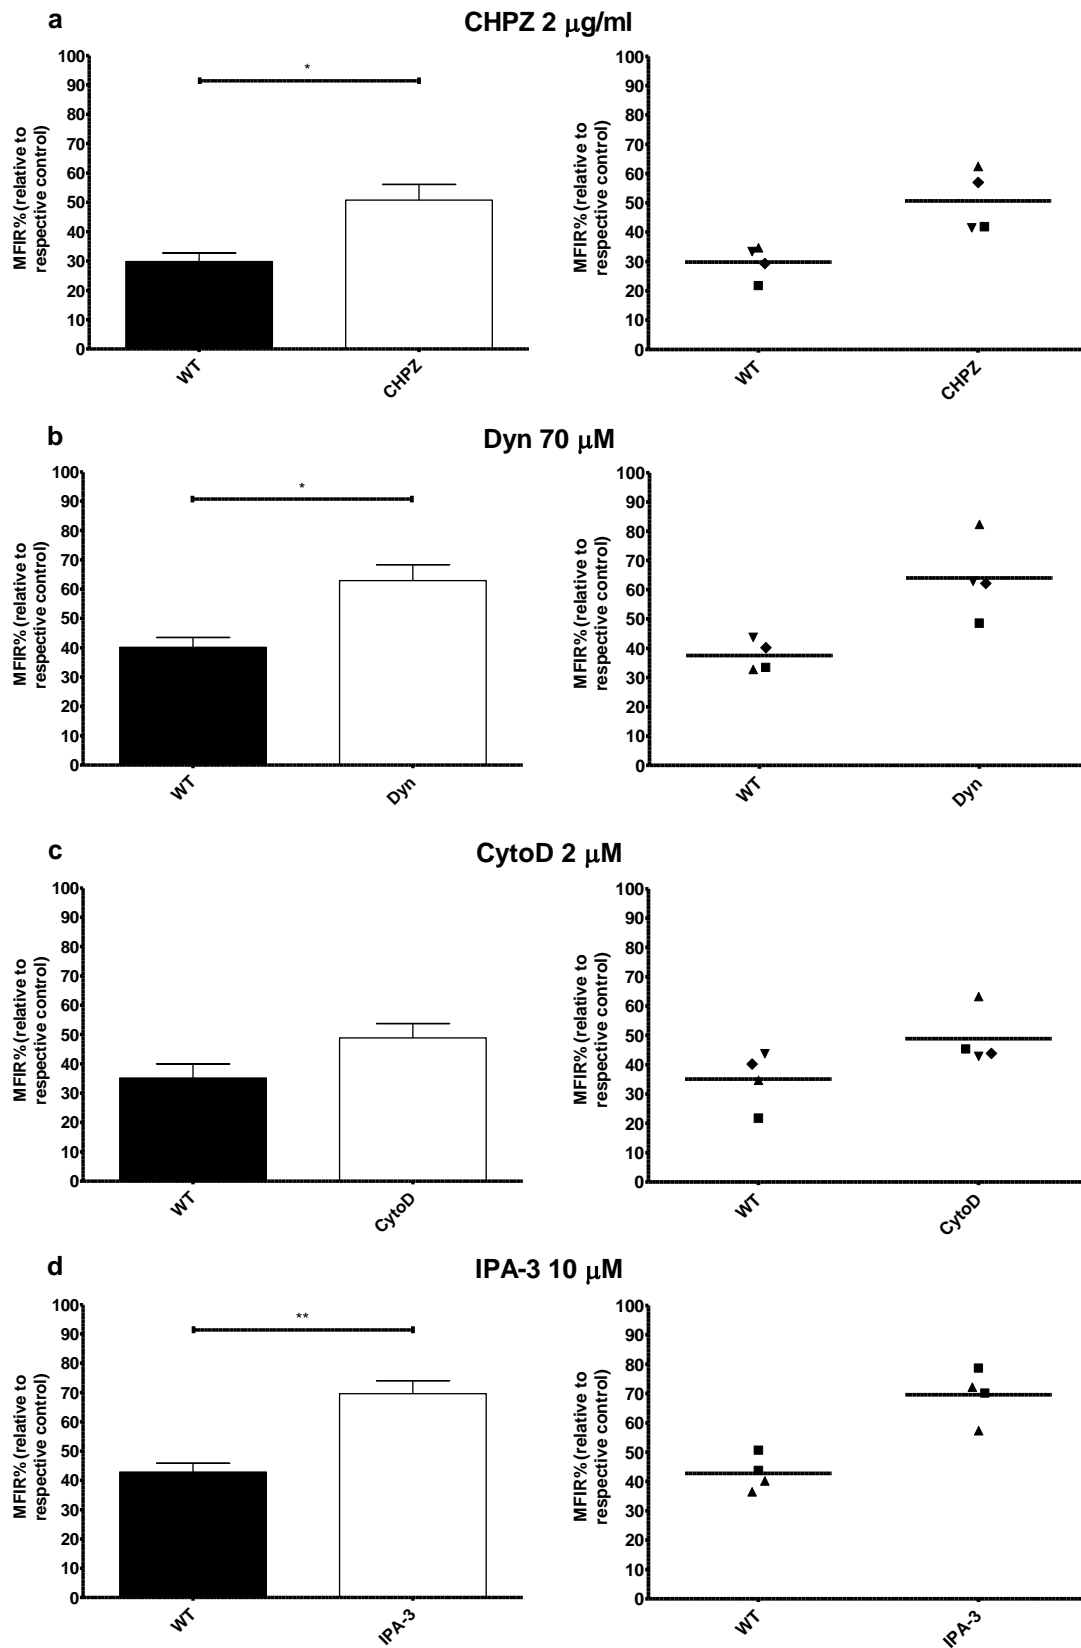 a
CHPZ 2 μg/ml
MFIR% (relative to
respective control)
100
90
80
70
60
50
40
30
20
10
0
*
WT
CHPZ
MFIR% (relative to
respective control)
100
90
80
70
60
50
40
30
20
10
0
WT
CHPZ
b
Dyn 70 μM
MFIR% (relative to
respective control)
100
90
80
70
60
50
40
30
20
10
0
*
WT
Dyn
MFIR% (relative to
respective control)
100
90
80
70
60
50
40
30
20
10
0
WT
Dyn
c
CytoD 2 μM
MFIR% (relative to
respective control)
100
90
80
70
60
50
40
30
20
10
0
WT
CytoD
MFIR% (relative to
respective control)
100
90
80
70
60
50
40
30
20
10
0
WT
CytoD
d
IPA-3 10 μM
MFIR% (relative to
respective control)
100
90
80
70
60
50
40
30
20
10
0
**
WT
IPA-3
MFIR% (relative to
respective control)
100
90
80
70
60
50
40
30
20
10
0
WT
IPA-3